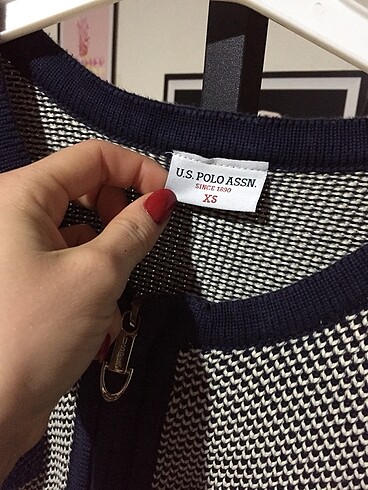 U.S. POLO ASSN.
SINCE 1890
XS